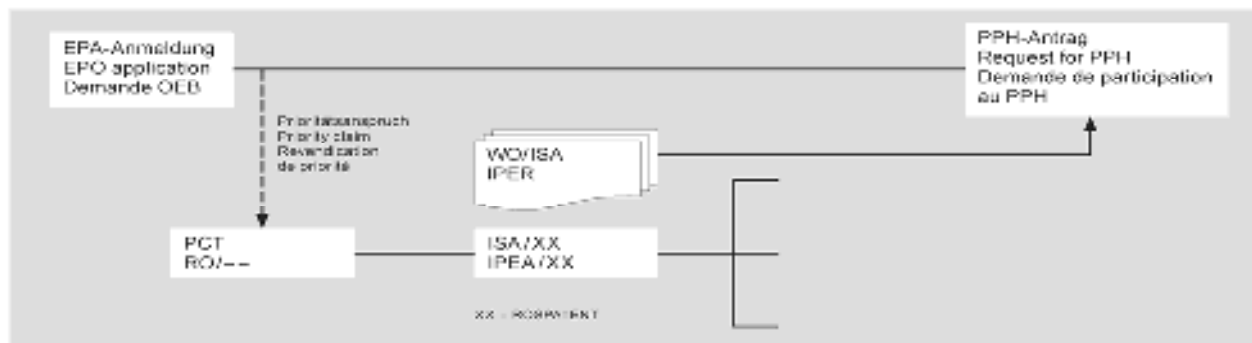 EPA-Anmeldung
EPO application
Demande OEB
PPH-Antrag
Request for PPH
Demande de participation
au PPH
Prioritätsanspruch
Priority claim
Revendication
de priorité
WO/ISA
IPER
PCT
RO/--
ISA/XX
IPEA/XX
XX = ROSPATENT